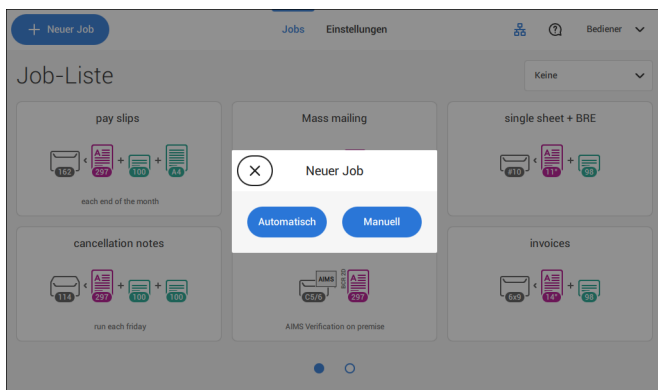 + Neuer Job
Jobs Einstellungen
Bediener
Job-Liste
Keine
pay slips
162 ‹ 297 + 100 + A4
each end of the month
Mass mailing
single sheet + BRE
#10 ‹ 11" + 98
Neuer Job
Automatisch Manuell
cancellation notes
114 ‹ 297 + 100 + 100
run each friday
AIMS
BCR 2D
C5/6 297
AIMS Verification on premise
invoices
6x9 ‹ 14" + 98